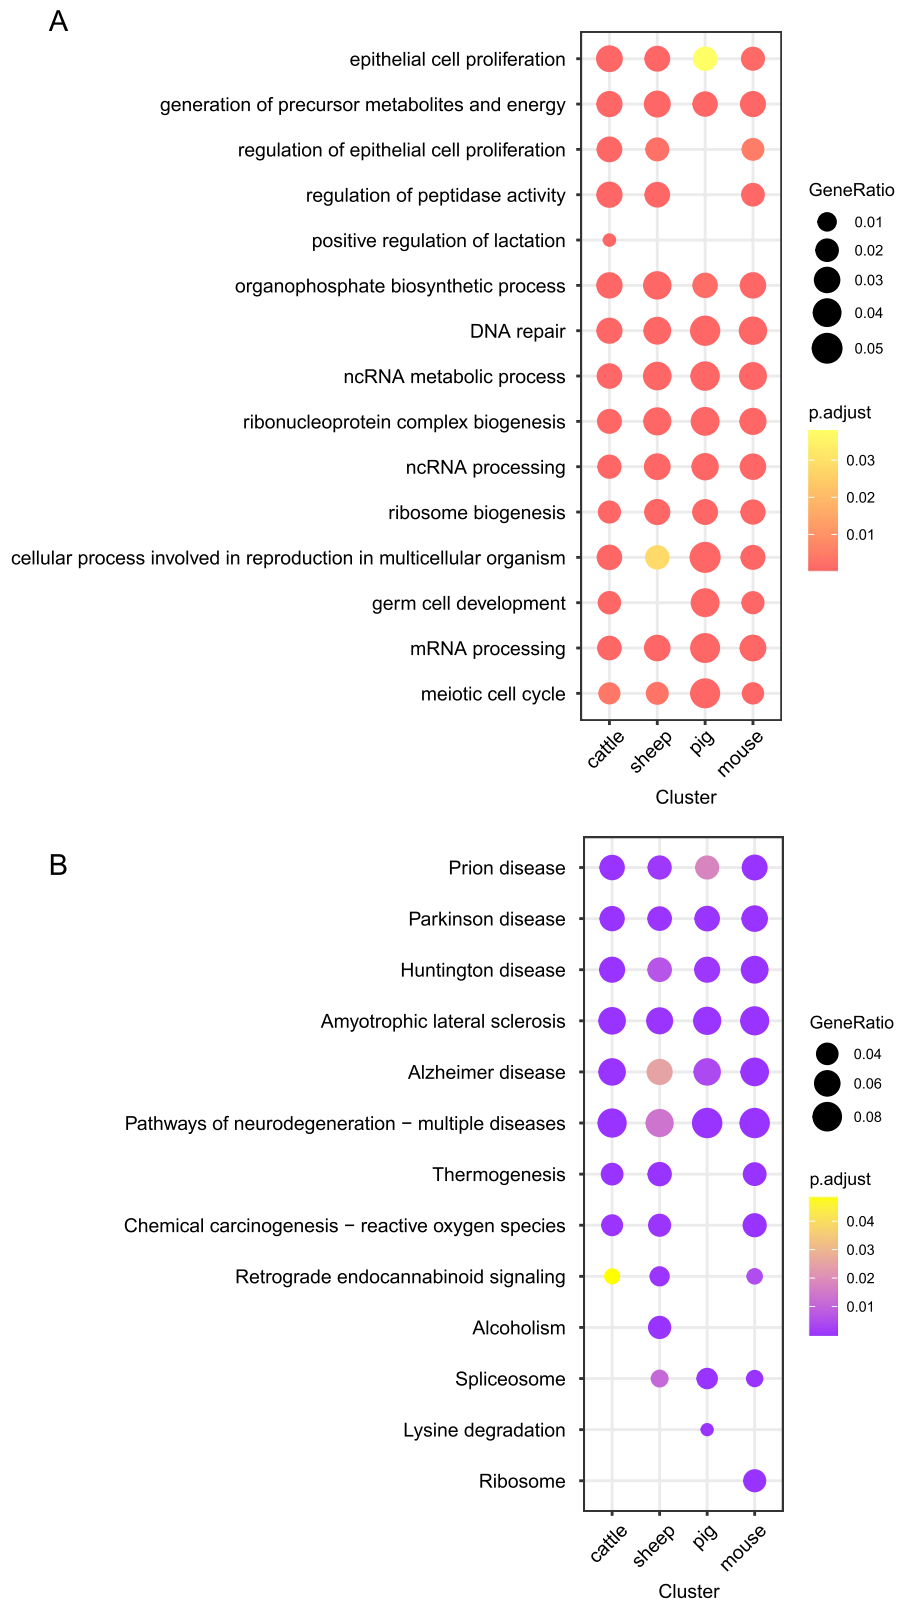 A
epithelial cell proliferation
generation of precursor metabolites and energy
regulation of epithelial cell proliferation
regulation of peptidase activity
positive regulation of lactation
organophosphate biosynthetic process
DNA repair
ncRNA metabolic process
ribonucleoprotein complex biogenesis
ncRNA processing
ribosome biogenesis
cellular process involved in reproduction in multicellular organism
germ cell development
mRNA processing
meiotic cell cycle
cattle
sheep
pig
mouse
Cluster
GeneRatio
0.01
0.02
0.03
0.04
0.05
p.adjust
0.03
0.02
0.01
B
Prion disease
Parkinson disease
Huntington disease
Amyotrophic lateral sclerosis
Alzheimer disease
Pathways of neurodegeneration − multiple diseases
Thermogenesis
Chemical carcinogenesis − reactive oxygen species
Retrograde endocannabinoid signaling
Alcoholism
Spliceosome
Lysine degradation
Ribosome
cattle
sheep
pig
mouse
Cluster
GeneRatio
0.04
0.06
0.08
p.adjust
0.04
0.03
0.02
0.01